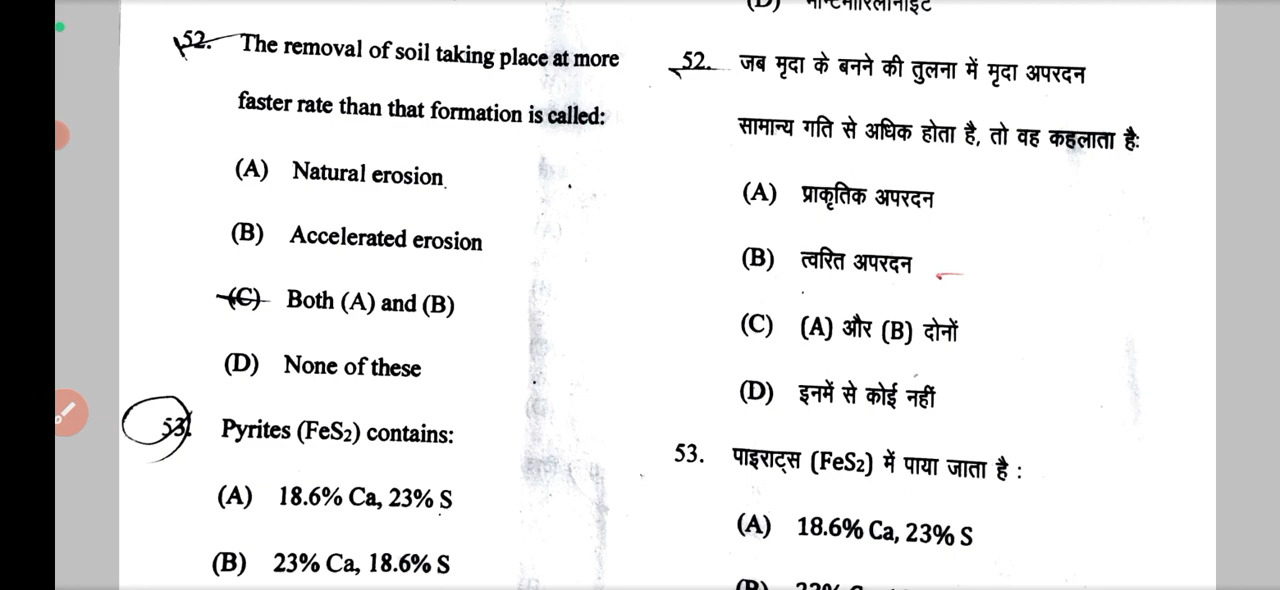 52. The removal of soil taking place at more
faster rate than that formation is called:
(A) Natural erosion
(B) Accelerated erosion
(C) Both (A) and (B)
(D) None of these
53. Pyrites (FeS2) contains:
(A) 18.6% Ca, 23% S
(B) 23% Ca, 18.6% S
(D) मान्टमोरिलोनाइट
52. जब मृदा के बनने की तुलना में मृदा अपरदन
सामान्य गति से अधिक होता है, तो वह कहलाता है:
(A) प्राकृतिक अपरदन
(B) त्वरित अपरदन
(C) (A) और (B) दोनों
(D) इनमें से कोई नहीं
53. पाइराट्स (FeS2) में पाया जाता है :
(A) 18.6% Ca, 23% S